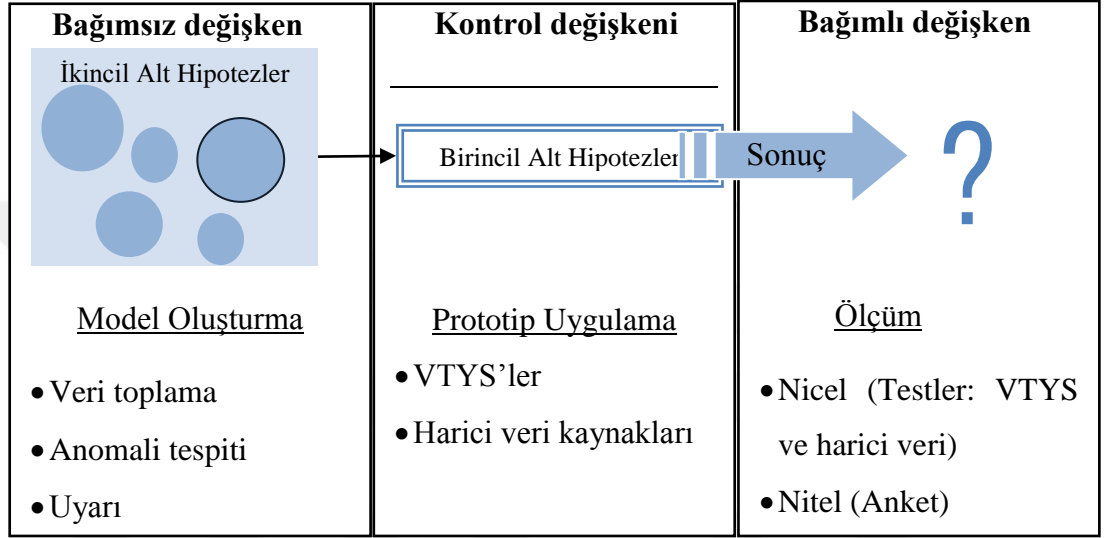 Bağımsız değişken
İkincil Alt Hipotezler
Model Oluşturma
•Veri toplama
•Anomali tespiti
•Uyarı
Kontrol değişkeni
Birincil Alt Hipotezler
Prototip Uygulama
•VTYS’ler
•Harici veri kaynakları
Bağımlı değişken
Sonuç
?
Ölçüm
•Nicel (Testler: VTYS
ve harici veri)
•Nitel (Anket)